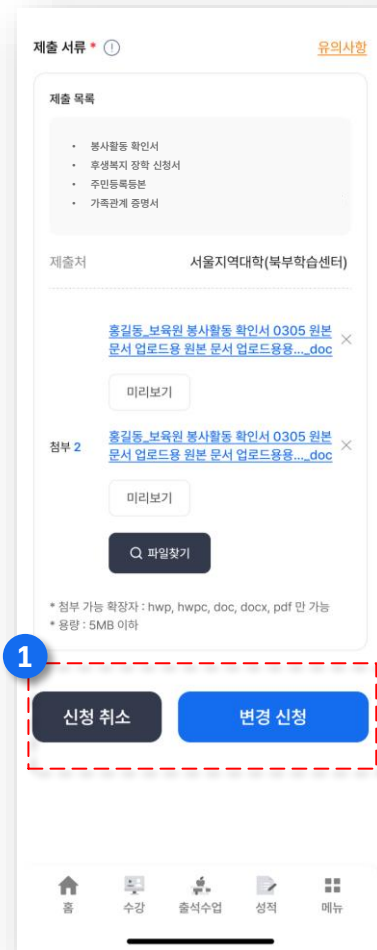 제출 서류 * ! 유의사항
제출 목록
• 봉사활동 확인서
• 후생복지 장학 신청서
• 주민등록등본
• 가족관계 증명서
제출처 서울지역대학(북부학습센터)
홍길동_보육원 봉사활동 확인서 0305 원본
문서 업로드용 원본 문서 업로드용용..._doc
미리보기
첨부 2
홍길동_보육원 봉사활동 확인서 0305 원본
문서 업로드용 원본 문서 업로드용용..._doc
미리보기
파일찾기
* 첨부 가능 확장자 : hwp, hwpc, doc, docx, pdf 만 가능
* 용량 : 5MB 이하
1
신청 취소 변경 신청
홈 수강 출석수업 성적 메뉴